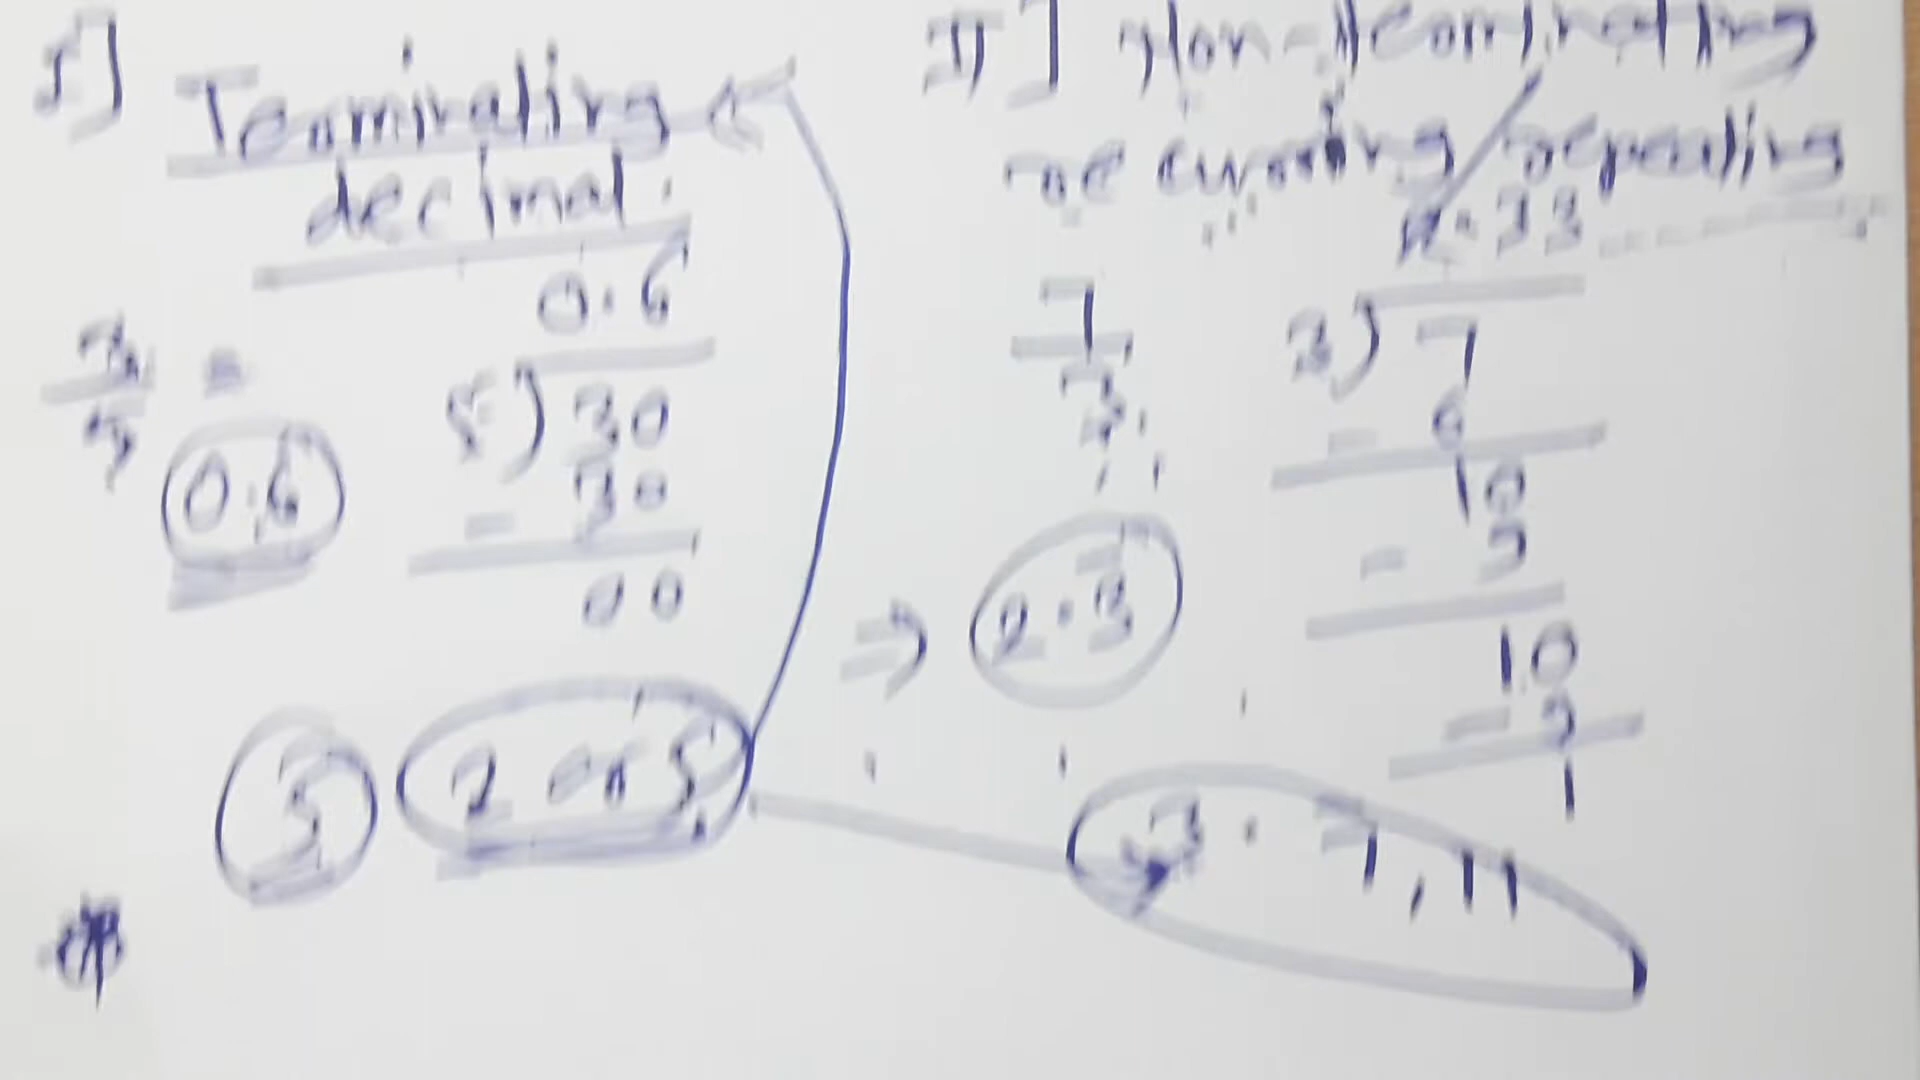 I]
Terminating
decimal.
3/5 =
0.6
0.6
5) 30
- 30
00
5
2 or 5
II] Non-terminating
recurring / repeating
2.33
7/3
3) 7
- 6
10
- 9
10
- 9
1
⇒ 2.3̅
3, 7, 11
*